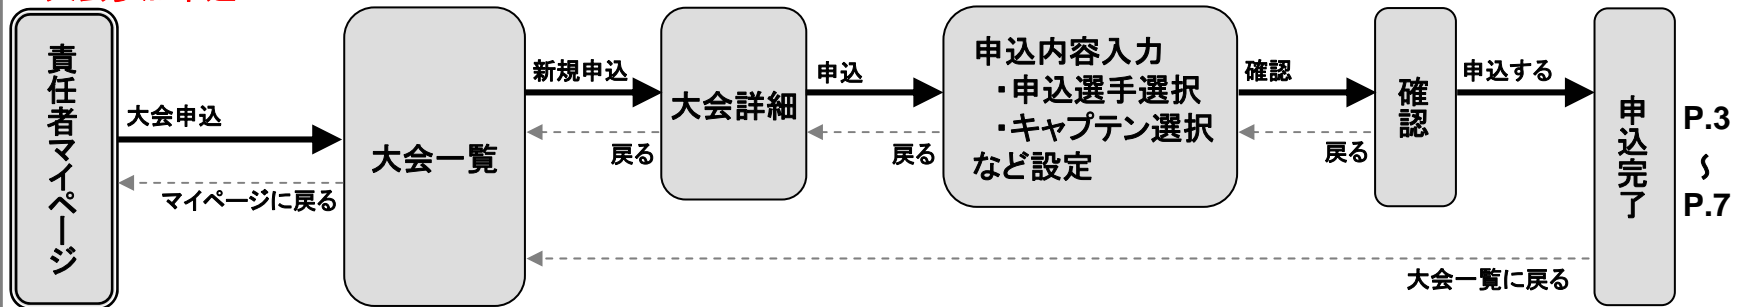 責任者マイページ
大会申込
マイページに戻る
大会一覧
新規申込
戻る
大会詳細
申込
戻る
申込内容入力
・申込選手選択
・キャプテン選択
など設定
確認
戻る
確認
申込する
申込完了
大会一覧に戻る
P.3
~
P.7